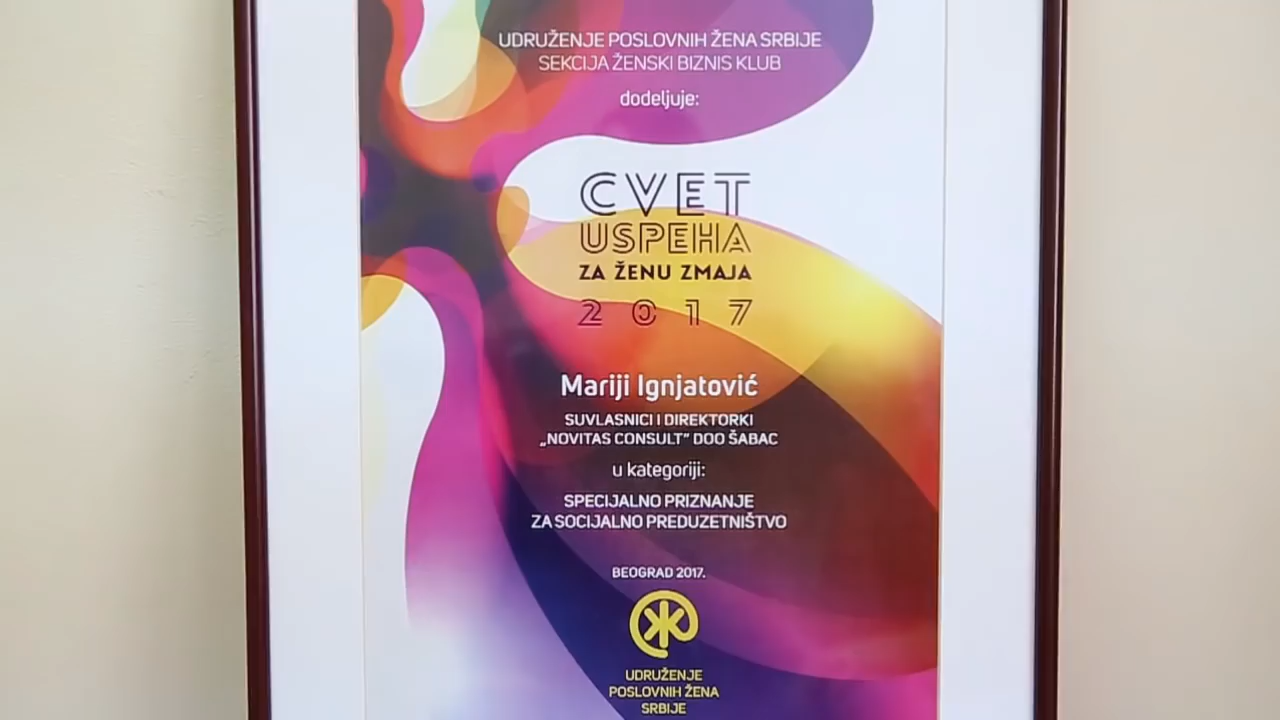 UDRUŽENJE POSLOVNIH ŽENA SRBIJE
SEKCIJA ŽENSKI BIZNIS KLUB
dodeljuje:
CVET
USPEHA
ZA ŽENU ZMAJA
2017
Mariji Ignjatović
SUVLASNICI I DIREKTORKI
„NOVITAS CONSULT” DOO ŠABAC
u kategoriji:
SPECIJALNO PRIZNANJE
ZA SOCIJALNO PREDUZETNIŠTVO
BEOGRAD 2017.
UDRUŽENJE
POSLOVNIH ŽENA
SRBIJE